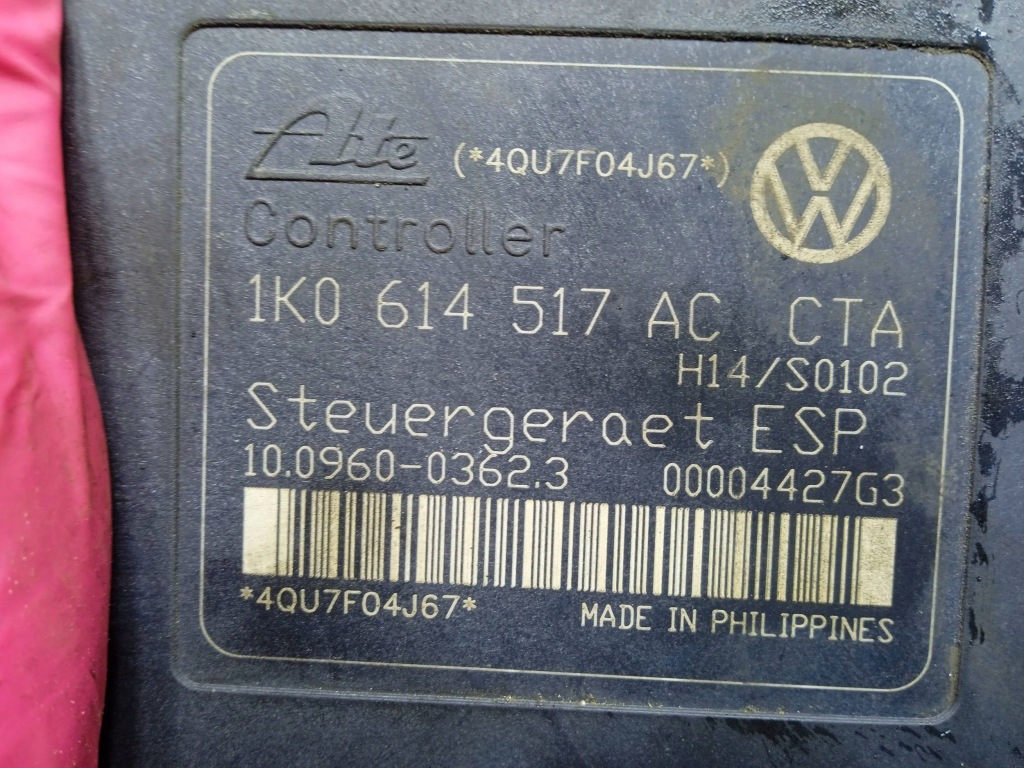 Ate (*4QU7F04J67*)
Controller
1K0 614 517 AC CTA
H14/S0102
Steuergeraet ESP
10.0960-0362.3 00004427G3
*4QU7F04J67* MADE IN PHILIPPINES